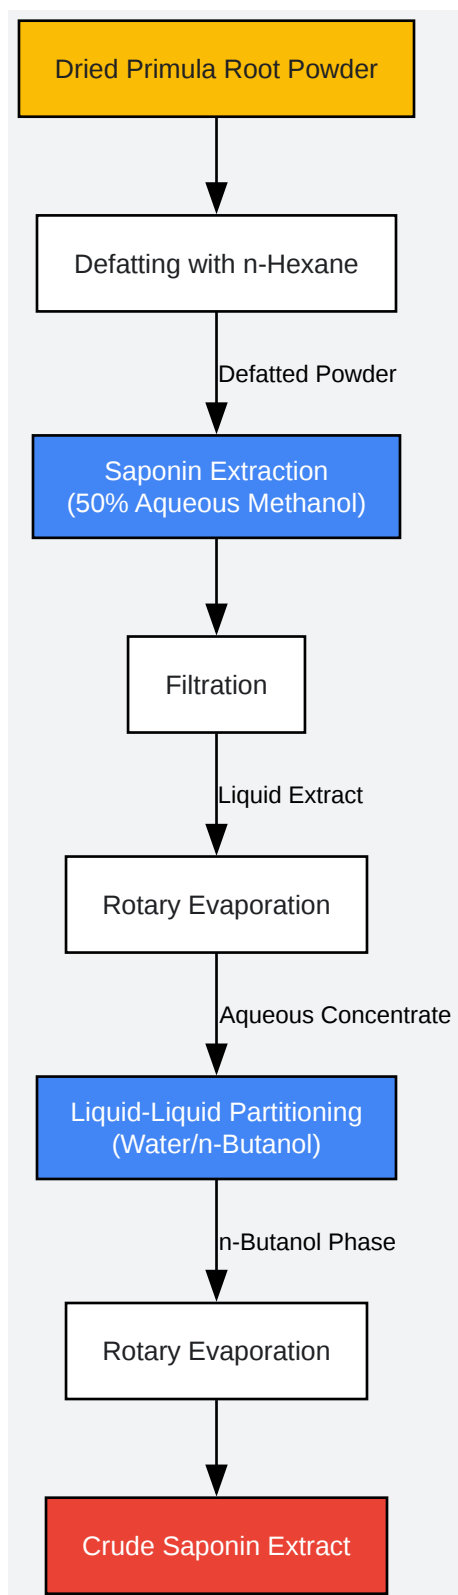 Dried Primula Root Powder
Defatting with n-Hexane
Defatted Powder
Saponin Extraction
(50% Aqueous Methanol)
Filtration
Liquid Extract
Rotary Evaporation
Aqueous Concentrate
Liquid-Liquid Partitioning
(Water/n-Butanol)
n-Butanol Phase
Rotary Evaporation
Crude Saponin Extract